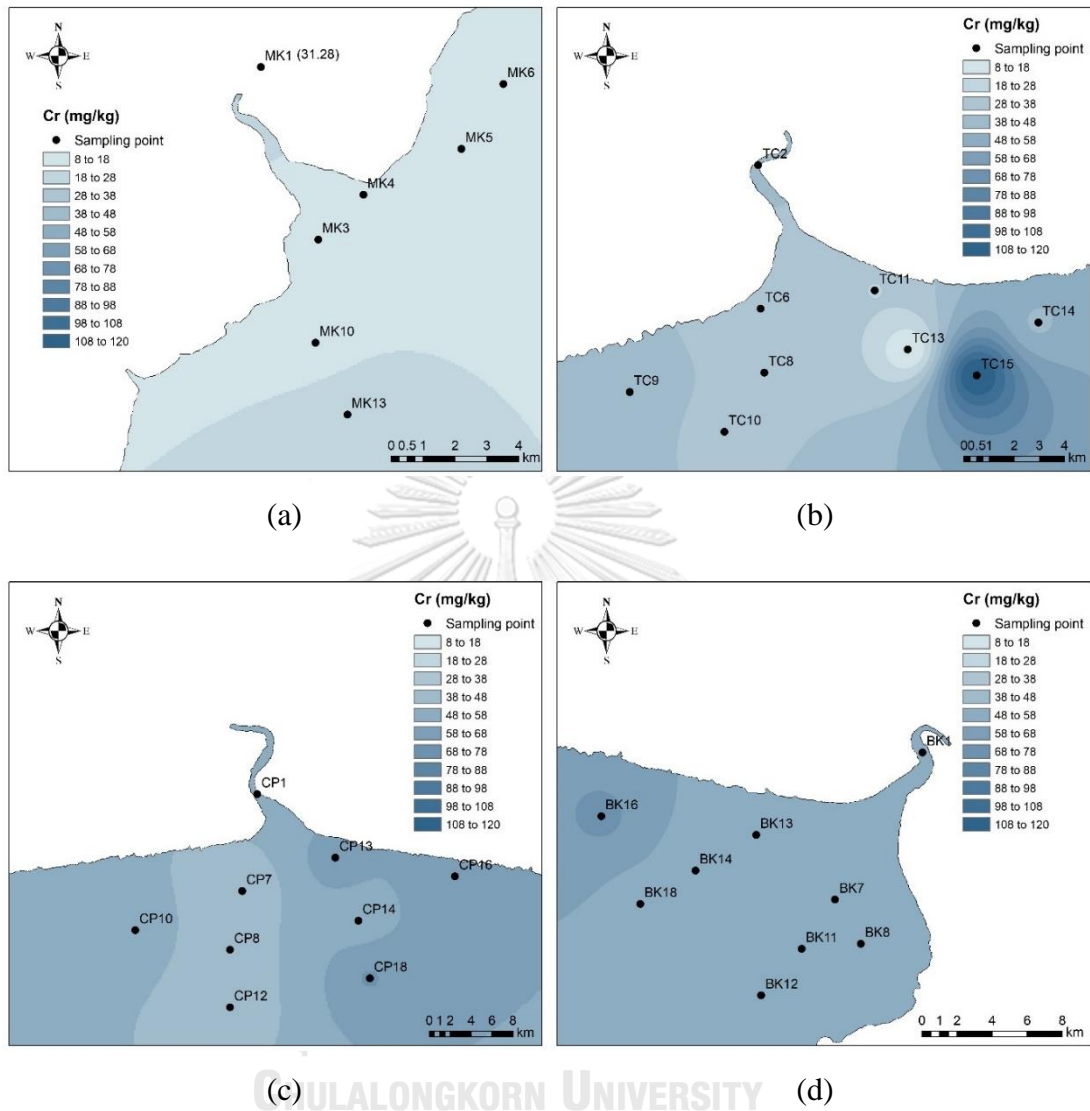 N
W E
S
MK1 (31.28)
MK6
MK5
MK4
MK3
MK10
MK13
Cr (mg/kg)
Sampling point
8 to 18
18 to 28
28 to 38
38 to 48
48 to 58
58 to 68
68 to 78
78 to 88
88 to 98
98 to 108
108 to 120
0 0.5 1 2 3 4
km
(a)
N
W E
S
Cr (mg/kg)
Sampling point
8 to 18
18 to 28
28 to 38
38 to 48
48 to 58
58 to 68
68 to 78
78 to 88
88 to 98
98 to 108
108 to 120
TC2
TC11
TC6
TC14
TC13
TC8
TC15
TC9
TC10
0 0.5 1 2 3 4
km
(b)
N
W E
S
Cr (mg/kg)
Sampling point
8 to 18
18 to 28
28 to 38
38 to 48
48 to 58
58 to 68
68 to 78
78 to 88
88 to 98
98 to 108
108 to 120
CP1
CP13
CP16
CP7
CP14
CP10
CP8
CP18
CP12
0 1 2 4 6 8
km
(c)
N
W E
S
Cr (mg/kg)
Sampling point
8 to 18
18 to 28
28 to 38
38 to 48
48 to 58
58 to 68
68 to 78
78 to 88
88 to 98
98 to 108
108 to 120
BK1
BK16
BK13
BK14
BK7
BK18
BK11
BK8
BK12
0 1 2 4 6 8
km
(d)
CHULALONGKORN UNIVERSITY